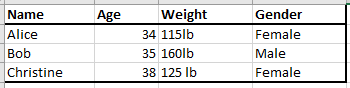 Name Age Weight Gender
Alice 34 115lb Female
Bob 35 160lb Male
Christine 38 125 lb Female